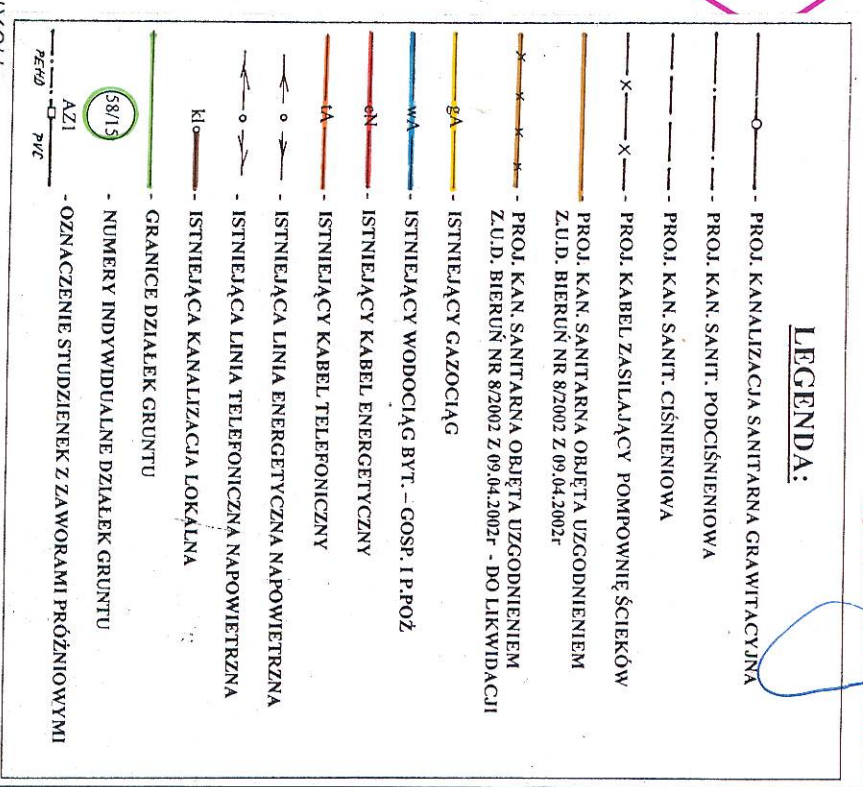 LEGENDA:
- PROJ. KANALIZACJA SANITARNA GRAWITACYJNA
- PROJ. KAN. SANIT. PODCIŚNIENIOWA
- PROJ. KAN. SANIT. CIŚNIENIOWA
x x - PROJ. KABEL ZASILAJĄCY POMPOWNIĘ ŚCIEKÓW
- PROJ. KAN. SANITARNA OBJĘTA UZGODNIENIEM
Z.U.D. BIERUŃ NR 8/2002 Z 09.04.2002r
x x x x - PROJ. KAN. SANITARNA OBJĘTA UZGODNIENIEM
Z.U.D. BIERUŃ NR 8/2002 Z 09.04.2002r - DO LIKWIDACJI
gA - ISTNIEJĄCY GAZOCIĄG
wA - ISTNIEJĄCY WODOCIĄG BYT. – GOSP. I P.POŻ
eN - ISTNIEJĄCY KABEL ENERGETYCZNY
tA - ISTNIEJĄCY KABEL TELEFONICZNY
- ISTNIEJĄCA LINIA ENERGETYCZNA NAPOWIETRZNA
- ISTNIEJĄCA LINIA TELEFONICZNA NAPOWIETRZNA
klo - ISTNIEJĄCA KANALIZACJA LOKALNA
- GRANICE DZIAŁEK GRUNTU
58/15 - NUMERY INDYWIDUALNE DZIAŁEK GRUNTU
AZ1
PEHD PVC - OZNACZENIE STUDZIENEK Z ZAWORAMI PRÓŻNIOWYMI